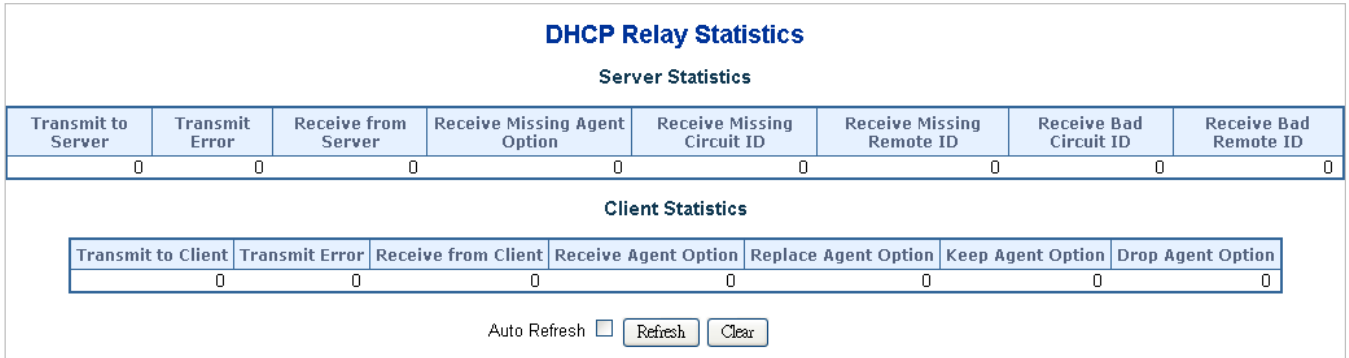 DHCP Relay Statistics
Server Statistics
Transmit to Server Transmit Error Receive from Server Receive Missing Agent Option Receive Missing Circuit ID Receive Missing Remote ID Receive Bad Circuit ID Receive Bad Remote ID
0 0 0 0 0 0 0 0
Client Statistics
Transmit to Client Transmit Error Receive from Client Receive Agent Option Replace Agent Option Keep Agent Option Drop Agent Option
0 0 0 0 0 0 0
Auto Refresh Refresh Clear